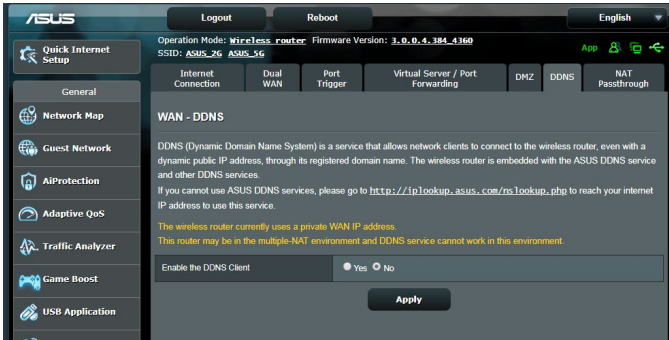 ASUS
Logout
Reboot
English
Quick Internet
Setup
General
Network Map
Guest Network
AiProtection
Adaptive QoS
Traffic Analyzer
Game Boost
USB Application
Operation Mode: Wireless router Firmware Version: 3.0.0.4.384_4360
SSID: ASUS_2G ASUS_5G
App
Internet
Connection
Dual
WAN
Port
Trigger
Virtual Server / Port
Forwarding
DMZ
DDNS
NAT
Passthrough
WAN - DDNS
DDNS (Dynamic Domain Name System) is a service that allows network clients to connect to the wireless router, even with a
dynamic public IP address, through its registered domain name. The wireless router is embedded with the ASUS DDNS service
and other DDNS services.
If you cannot use ASUS DDNS services, please go to http://iplookup.asus.com/nslookup.php to reach your internet
IP address to use this service.
The wireless router currently uses a private WAN IP
address.
This router may be in the multiple-NAT environment and DDNS service cannot work in this environment.
Enable the DDNS Client
Yes No
Apply